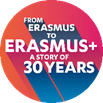 FROM
ERASMUS
TO
ERASMUS+
A STORY OF
30 YEARS